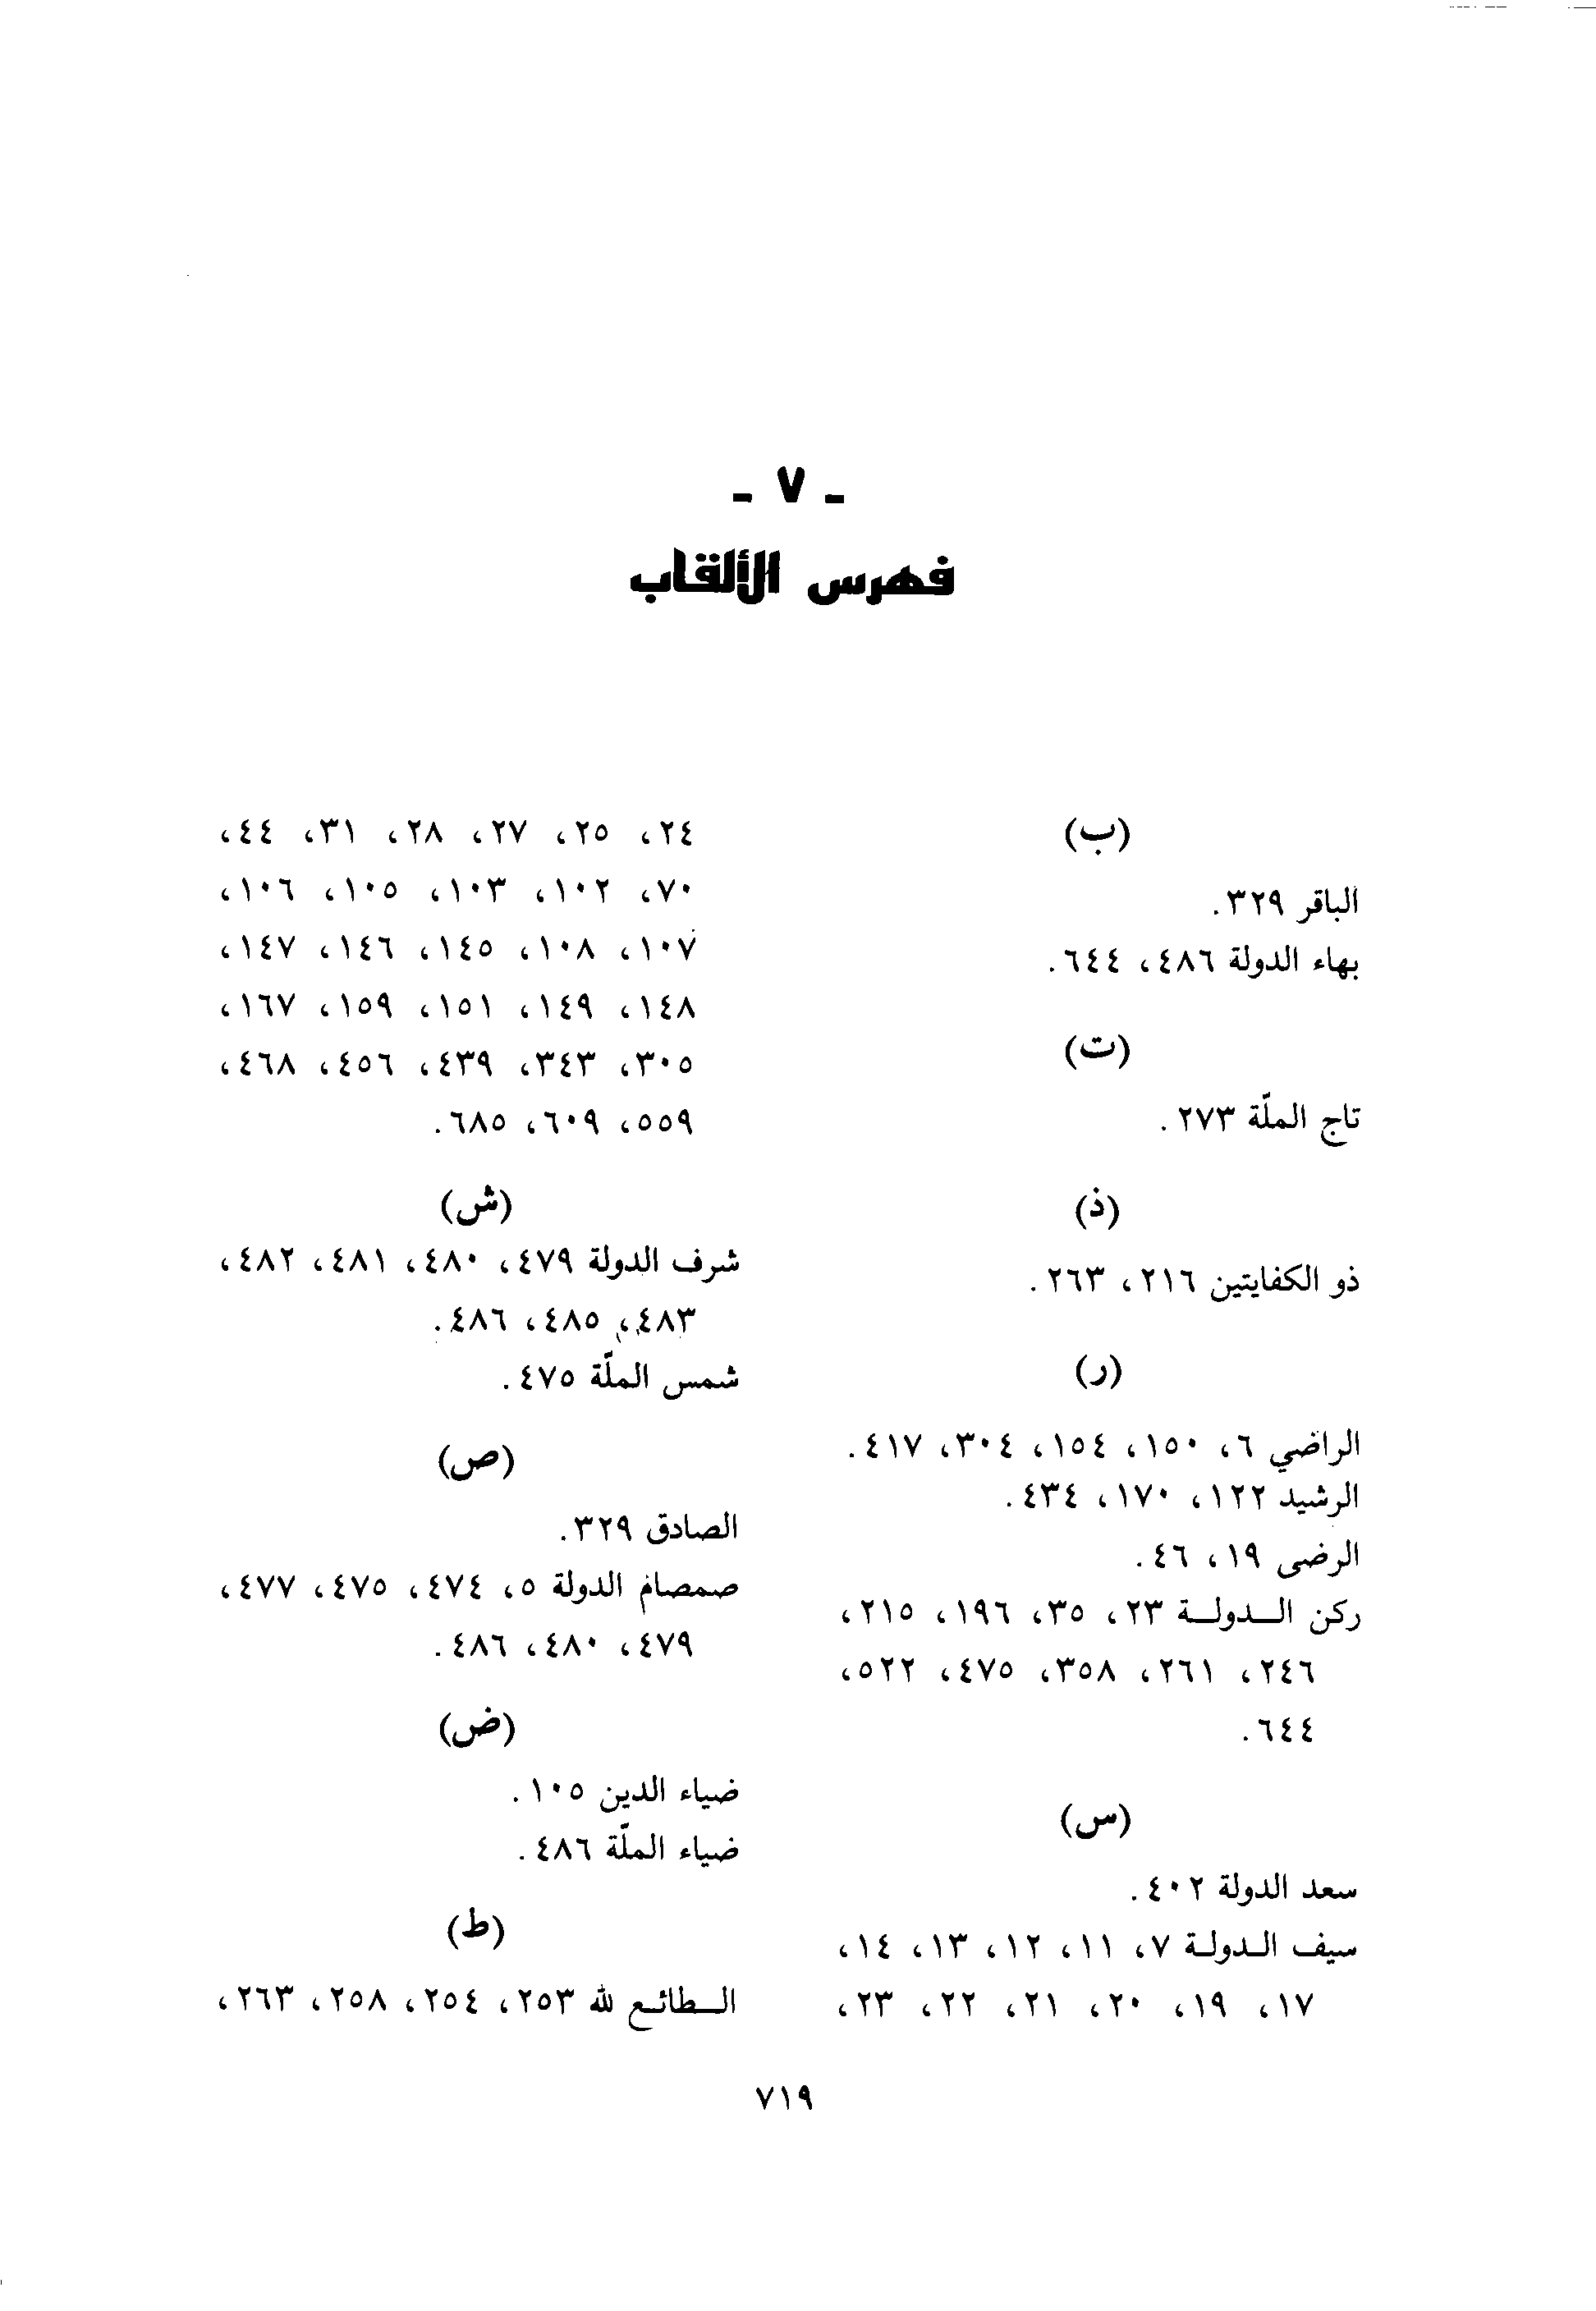 - ٧ -
فهرس الألقاب
(ب)
الباقر ٣٢٩.
بهاء الدولة ٤٨٦، ٦٤٤.
(ت)
تاج الملّة ٢٧٣.
(ذ)
ذو الكفايتين ٢١٦، ٢٦٣.
(ر)
الراضي ٦، ١٥٠، ١٥٤، ٣٠٤، ٤١٧.
الرشيد ١٢٢، ١٧٠، ٤٣٤.
الرضى ١٩، ٤٦.
ركن الـدولـة ٢٣، ٣٥، ١٩٦، ٢١٥،
٢٤٦، ٢٦١، ٣٥٨، ٤٧٥، ٥٢٢،
٦٤٤.
(س)
سعد الدولة ٤٠٢.
سيف الـدولـة ٧، ١١، ١٢، ١٣، ١٤،
١٧، ١٩، ٢٠، ٢١، ٢٢، ٢٣،
٢٤، ٢٥، ٢٧، ٢٨، ٣١، ٤٤،
٧٠، ١٠٢، ١٠٣، ١٠٥، ١٠٦،
١٠٧، ١٠٨، ١٤٥، ١٤٦، ١٤٧،
١٤٨، ١٤٩، ١٥١، ١٥٩، ١٦٧،
٣٠٥، ٣٤٣، ٤٣٩، ٤٥٦، ٤٦٨،
٥٥٩، ٦٠٩، ٦٨٥.
(ش)
شرف الدولة ٤٧٩، ٤٨٠، ٤٨١، ٤٨٢،
٤٨٣، ٤٨٥، ٤٨٦.
شمس الملّة ٤٧٥.
(ص)
الصادق ٣٢٩.
صمصام الدولة ٥، ٤٧٤، ٤٧٥، ٤٧٧،
٤٧٩، ٤٨٠، ٤٨٦.
(ض)
ضياء الدين ١٠٥.
ضياء الملّة ٤٨٦.
(ط)
الـطائـع لله ٢٥٣، ٢٥٤، ٢٥٨، ٢٦٣،
٧١٩